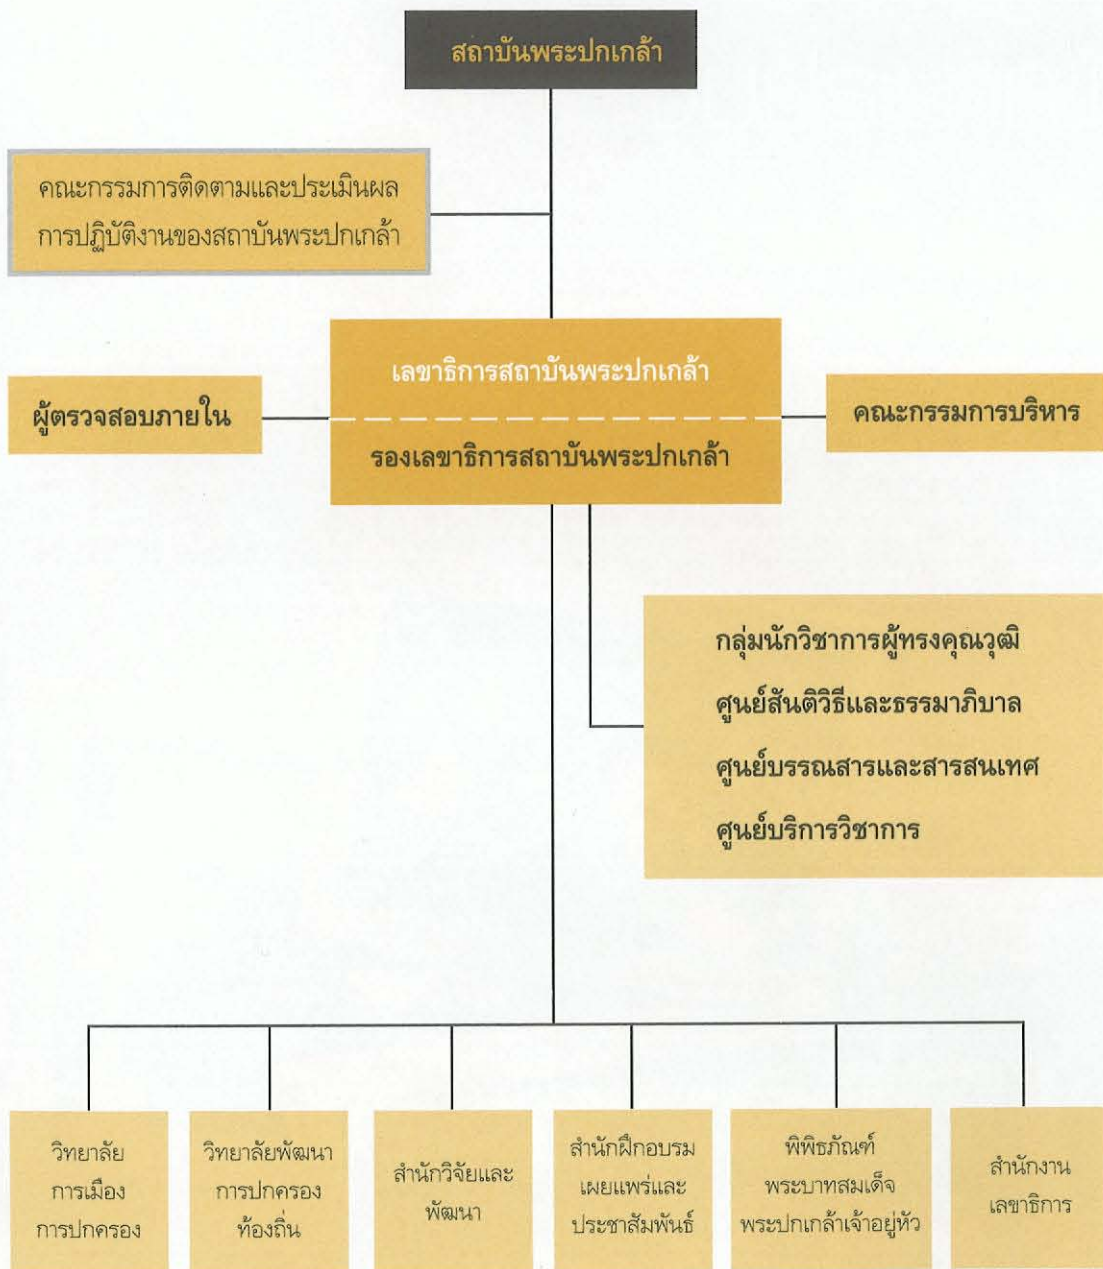 สถาบันพระปกเกล้า
คณะกรรมการติดตามและประเมินผล
การปฏิบัติงานของสถาบันพระปกเกล้า
เลขาธิการสถาบันพระปกเกล้า
ผู้ตรวจสอบภายใน
คณะกรรมการบริหาร
รองเลขาธิการสถาบันพระปกเกล้า
กลุ่มนักวิชาการผู้ทรงคุณวุฒิ
ศูนย์สันติวิธีและธรรมาภิบาล
ศูนย์บรรณสารและสารสนเทศ
ศูนย์บริการวิชาการ
วิทยาลัย
การเมือง
การปกครอง
วิทยาลัยพัฒนา
การปกครอง
ท้องถิ่น
สำนักวิจัยและ
พัฒนา
สำนักฝึกอบรม
เผยแพร่และ
ประชาสัมพันธ์
พิพิธภัณฑ์
พระบาทสมเด็จ
พระปกเกล้าเจ้าอยู่หัว
สำนักงาน
เลขาธิการ